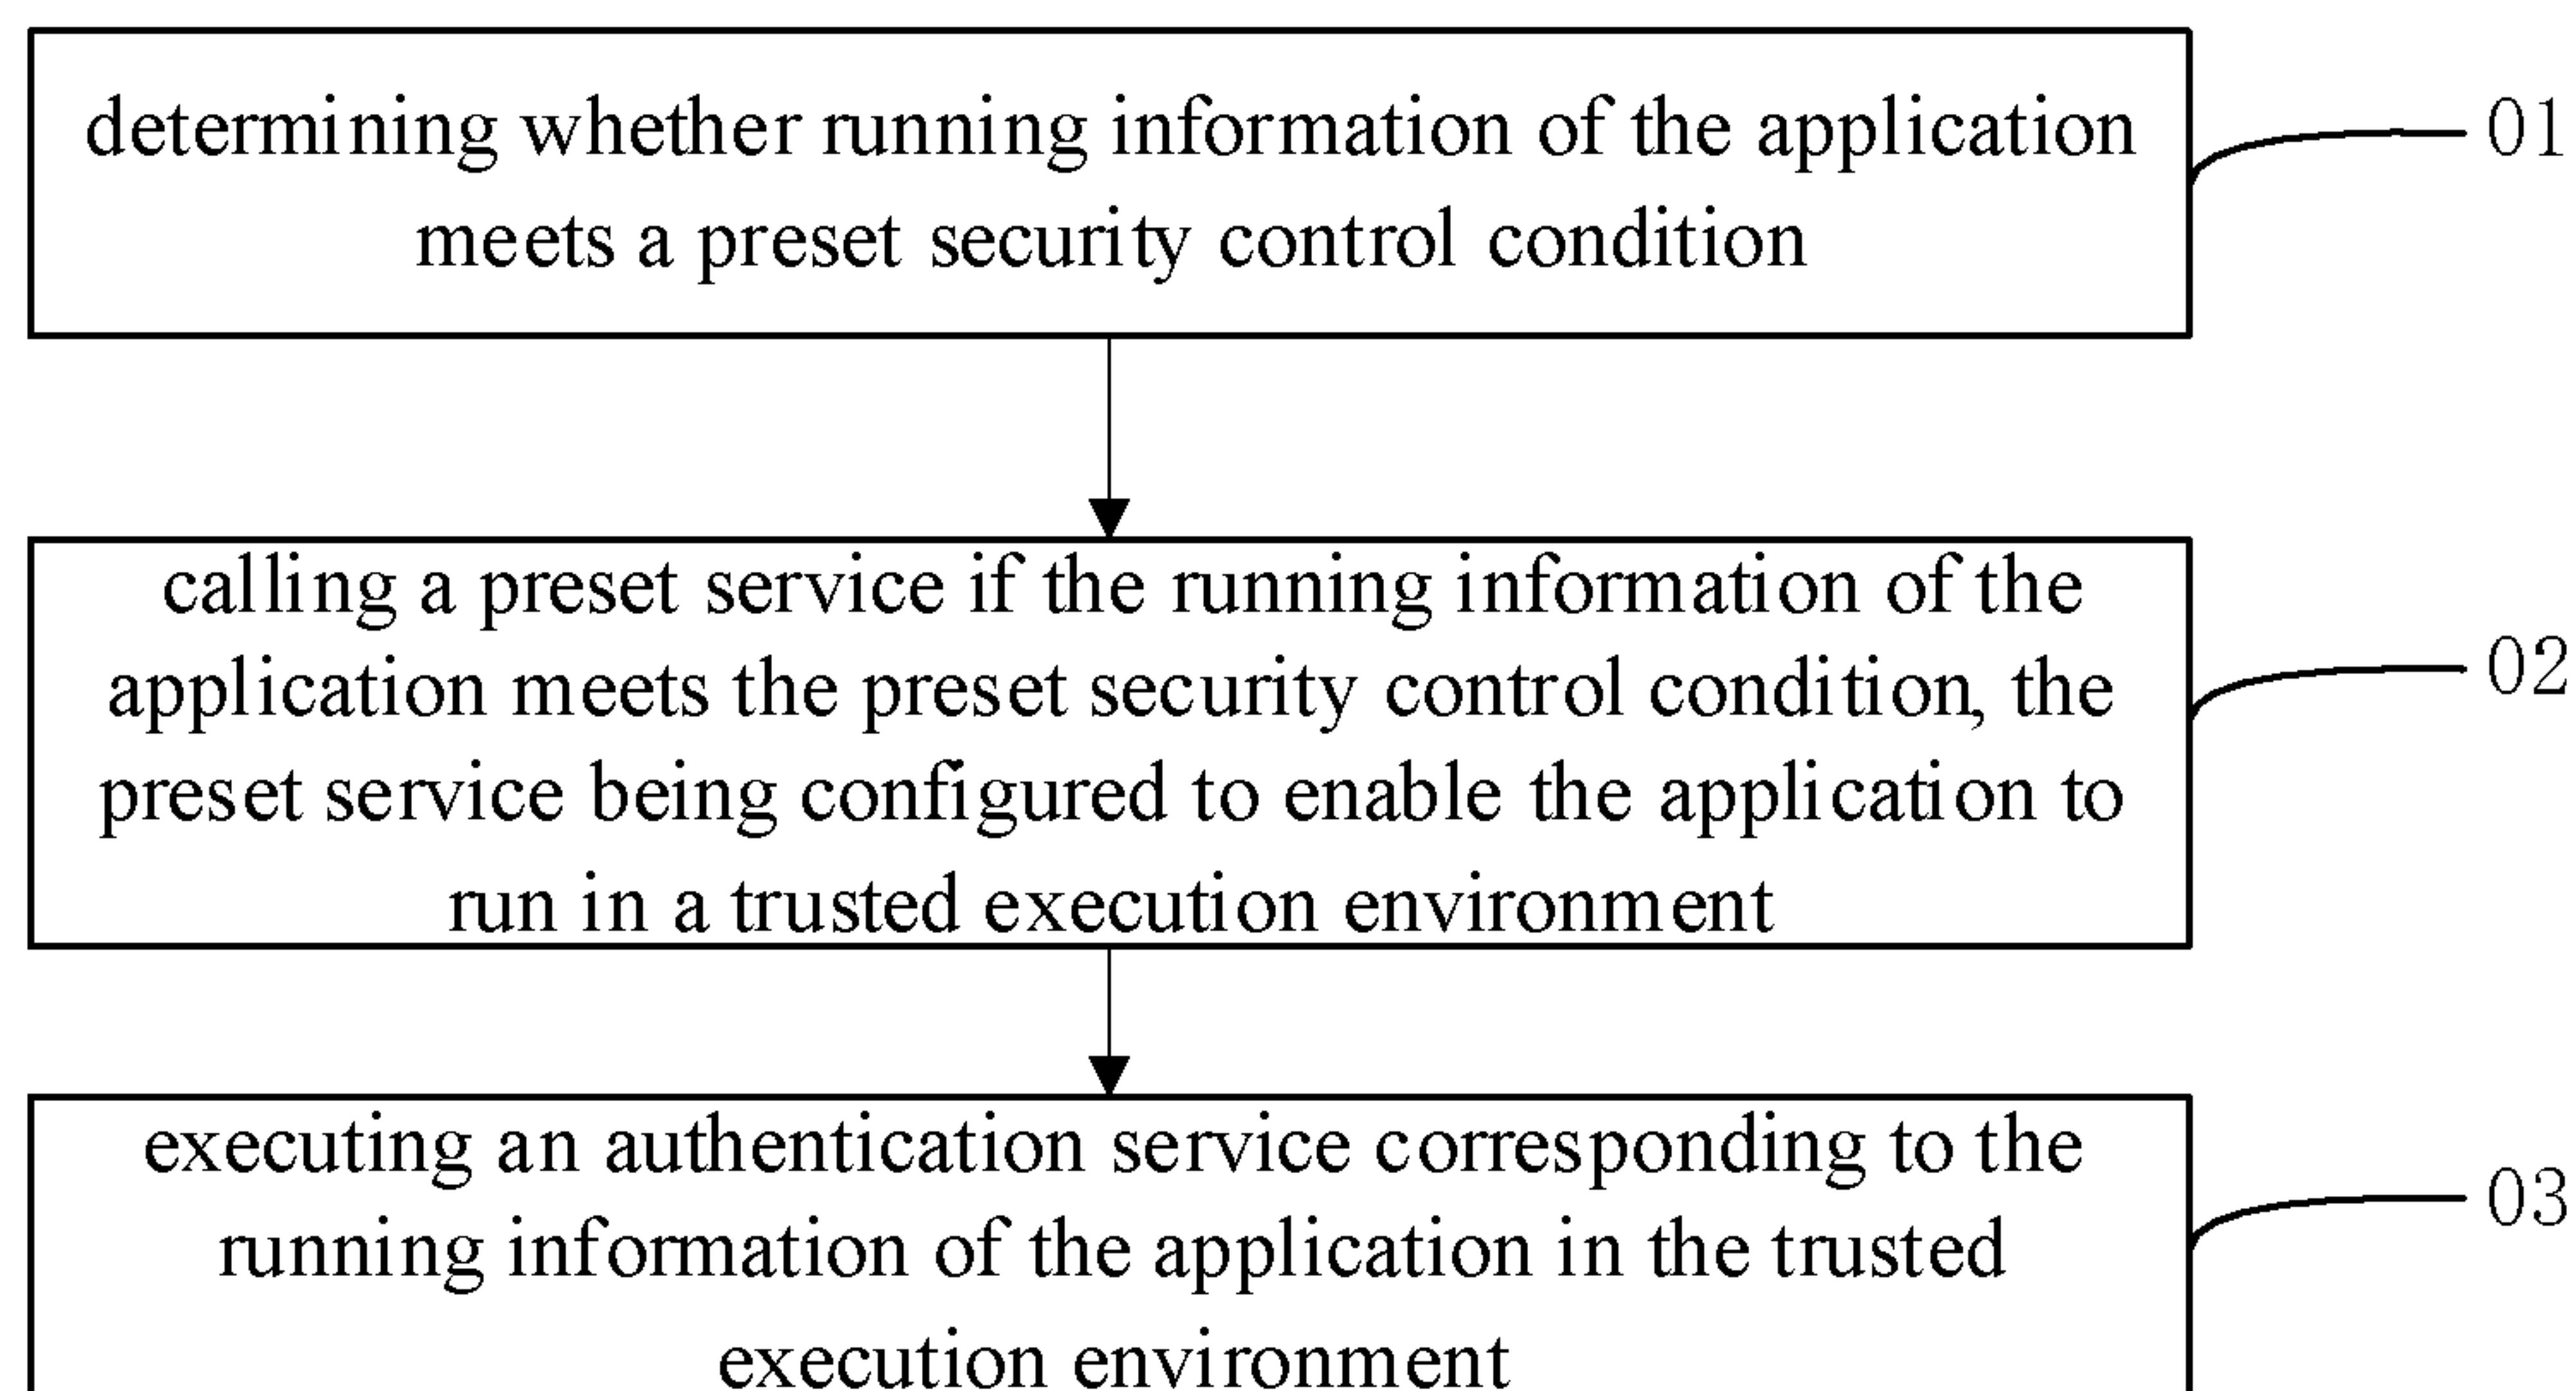 determining whether running information of the application
meets a preset security control condition
01
calling a preset service if the running information of the
application meets the preset security control condition, the
preset service being configured to enable the application to
run in a trusted execution environment
02
executing an authentication service corresponding to the
running information of the application in the trusted
execution environment
03